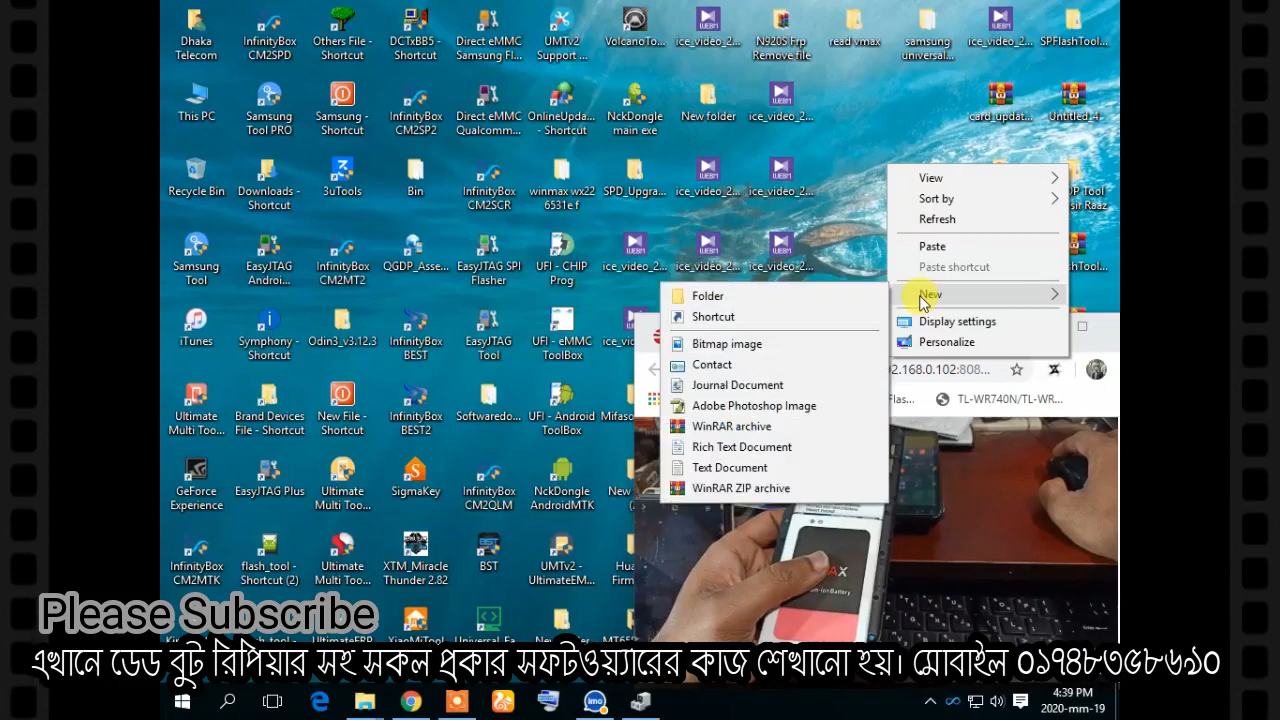 Dhaka Telecom
InfinityBox CM2SPD
Others File - Shortcut
DCTxBB5 - Shortcut
Direct eMMC Samsung Fl...
UMTv2 Support ...
VolcanoTo...
ice_video_2...
N920S Frp Remove file
read vmax
samsung universal...
ice_video_2...
SPFlashTool...
This PC
Samsung Tool PRO
Samsung - Shortcut
InfinityBox CM2SP2
Direct eMMC Qualcomm...
OnlineUpda... - Shortcut
NckDongle main exe
New folder
ice_video_2...
card_updat...
Untitled_4-
Recycle Bin
Downloads - Shortcut
3uTools
Bin
InfinityBox CM2SCR
winmax wx22 6531e f
SPD_Upgra...
ice_video_2...
ice_video_2...
Samsung Tool
EasyJTAG Androi...
InfinityBox CM2MT2
QGDP_Asse...
EasyJTAG SPI Flasher
UFI - CHIP Prog
ice_video_2...
ice_video_2...
ice_video_2...
iTunes
Symphony - Shortcut
Odin3_v3.12.3
InfinityBox BEST
EasyJTAG Tool
UFI - eMMC ToolBox
Ultimate Multi Too...
Brand Devices File - Shortcut
New File - Shortcut
InfinityBox BEST2
Softwaredo...
UFI - Android ToolBox
GeForce Experience
EasyJTAG Plus
Ultimate Multi Too...
SigmaKey
InfinityBox CM2QLM
NckDongle AndroidMTK
InfinityBox CM2MTK
flash_tool - Shortcut (2)
Ultimate Multi Too...
XTM_Miracle Thunder 2.82
BST
UMTv2 - UltimateEM...
View
Sort by
Refresh
Paste
Paste shortcut
New
Display settings
Personalize
Folder
Shortcut
Bitmap image
Contact
Journal Document
Adobe Photoshop Image
WinRAR archive
Rich Text Document
Text Document
WinRAR ZIP archive
2.168.0.102:808...
TL-WR740N/TL-WR...
Please Subscribe
এখানে ডেড বুট রিপিয়ার সহ সকল প্রকার সফটওয়্যারের কাজ শেখানো হয়। মোবাইল ০১৭৪৮৩৫৮৬৯০
imo
4:39 PM
2020-mm-19